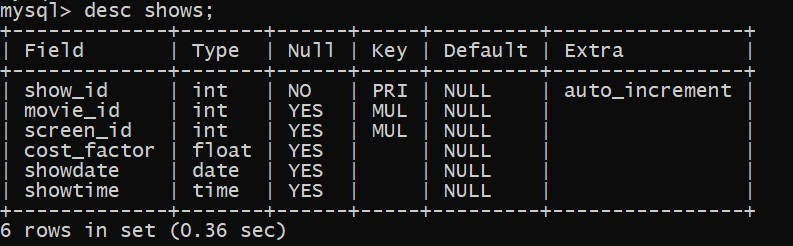 mysql> desc shows;
+-------------+-------+------+-----+---------+----------------+
| Field       | Type  | Null | Key | Default | Extra          |
+-------------+-------+------+-----+---------+----------------+
| show_id     | int   | NO   | PRI | NULL    | auto_increment |
| movie_id    | int   | YES  | MUL | NULL    |                |
| screen_id   | int   | YES  | MUL | NULL    |                |
| cost_factor | float | YES  |     | NULL    |                |
| showdate    | date  | YES  |     | NULL    |                |
| showtime    | time  | YES  |     | NULL    |                |
+-------------+-------+------+-----+---------+----------------+
6 rows in set (0.36 sec)